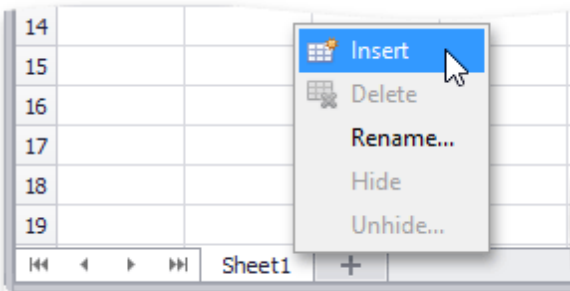 14
Insert
15
Delete
16
Rename...
17
Hide
18
Unhide...
19
Sheet1